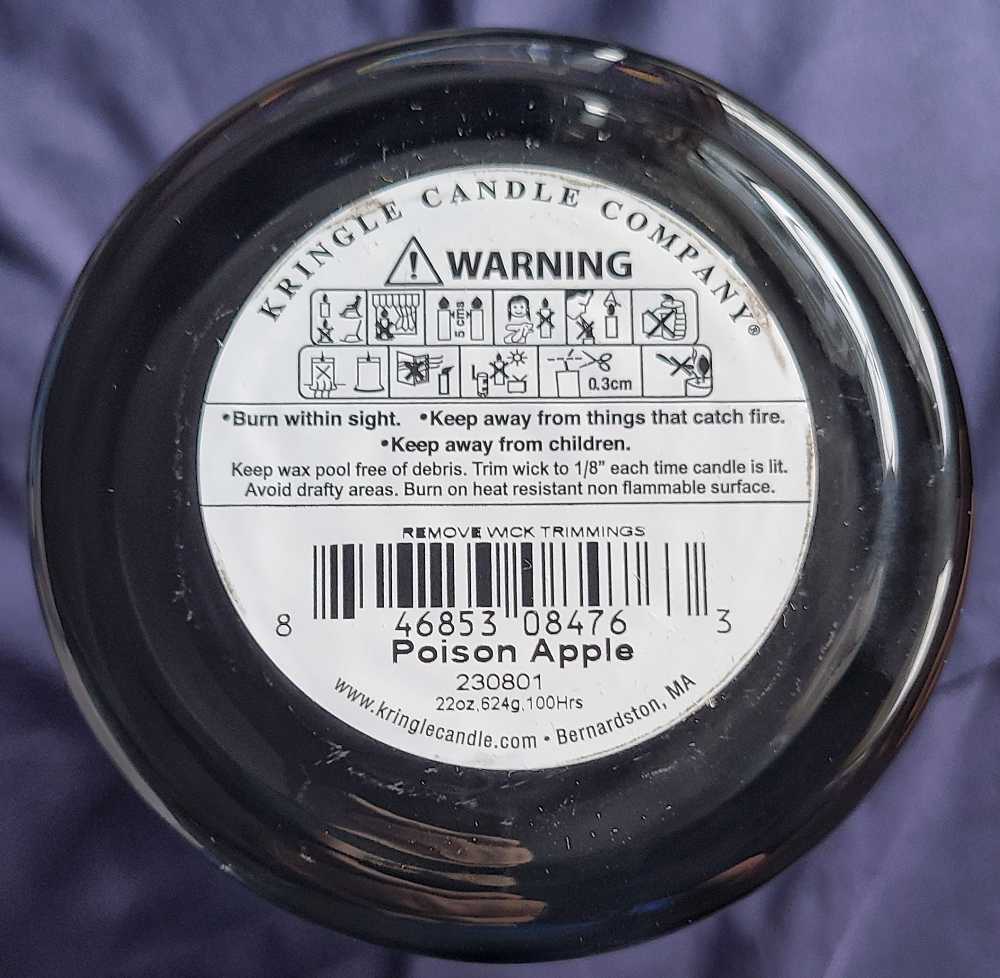 KRINGLE CANDLE COMPANY®
WARNING
5 cms
0.3cm
•Burn within sight. •Keep away from things that catch fire.
•Keep away from children.
Keep wax pool free of debris. Trim wick to 1/8” each time candle is lit.
Avoid drafty areas. Burn on heat resistant non flammable surface.
REMOVE WICK TRIMMINGS
8 46853 08476 3
Poison Apple
230801
22oz,624g,100Hrs
www.kringlecandle.com • Bernardston, MA